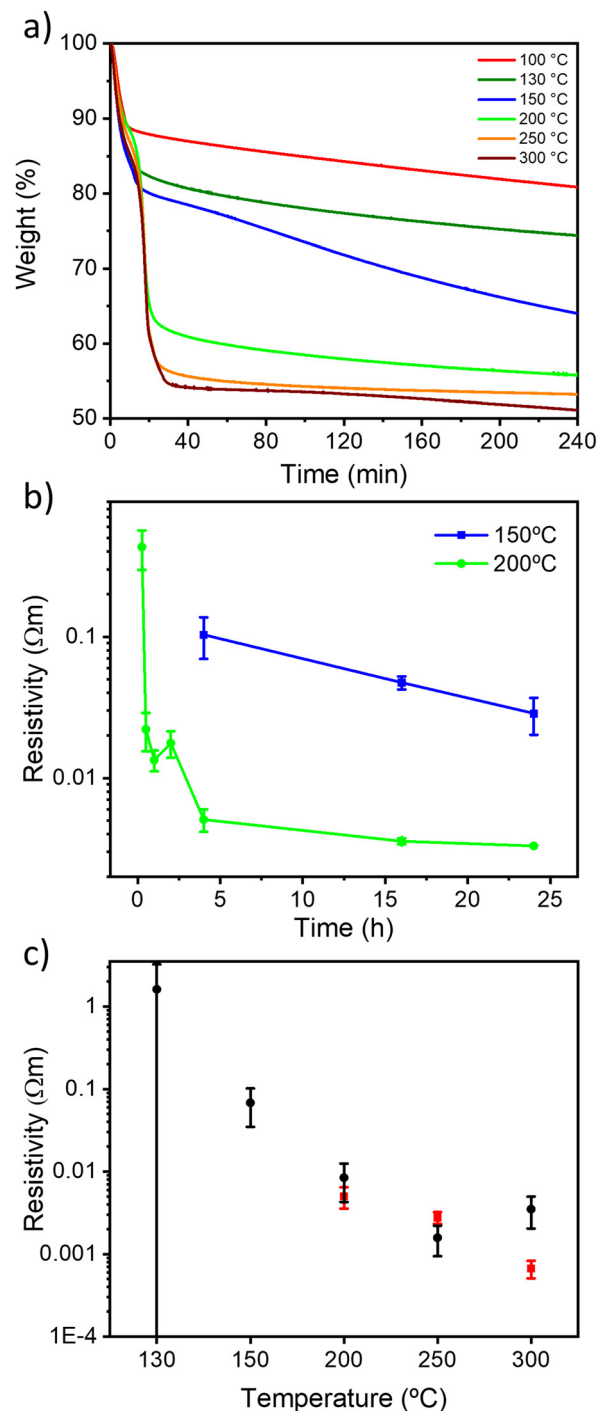 a)
100
90
80
70
60
50
Weight (%)
100 °C
130 °C
150 °C
200 °C
250 °C
300 °C
0 40 80 120 160 200 240
Time (min)
b)
0.1
0.01
Resistivity (Ωm)
150ºC
200ºC
0 5 10 15 20 25
Time (h)
c)
1
0.1
0.01
0.001
1E-4
Resistivity (Ωm)
130 150 200 250 300
Temperature (ºC)